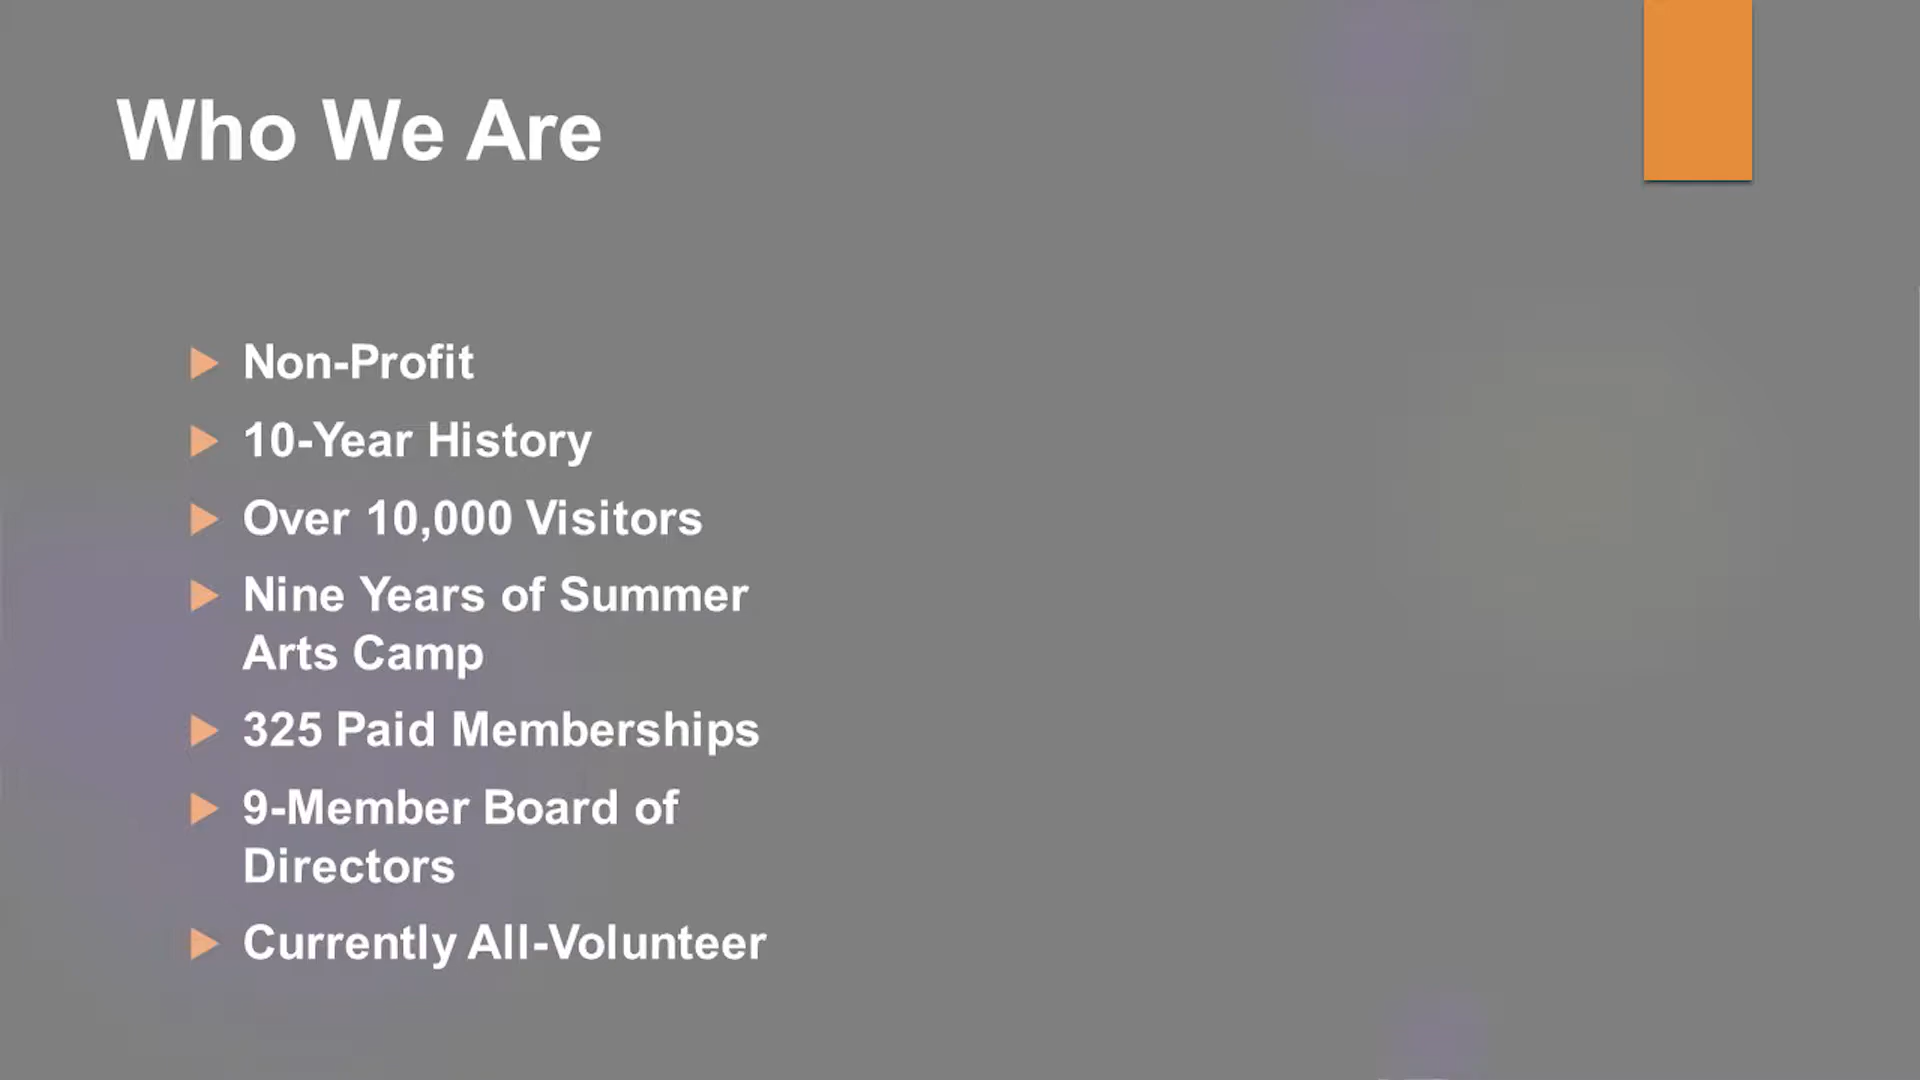 Who We Are
Non-Profit
10-Year History
Over 10,000 Visitors
Nine Years of Summer
Arts Camp
325 Paid Memberships
9-Member Board of
Directors
Currently All-Volunteer